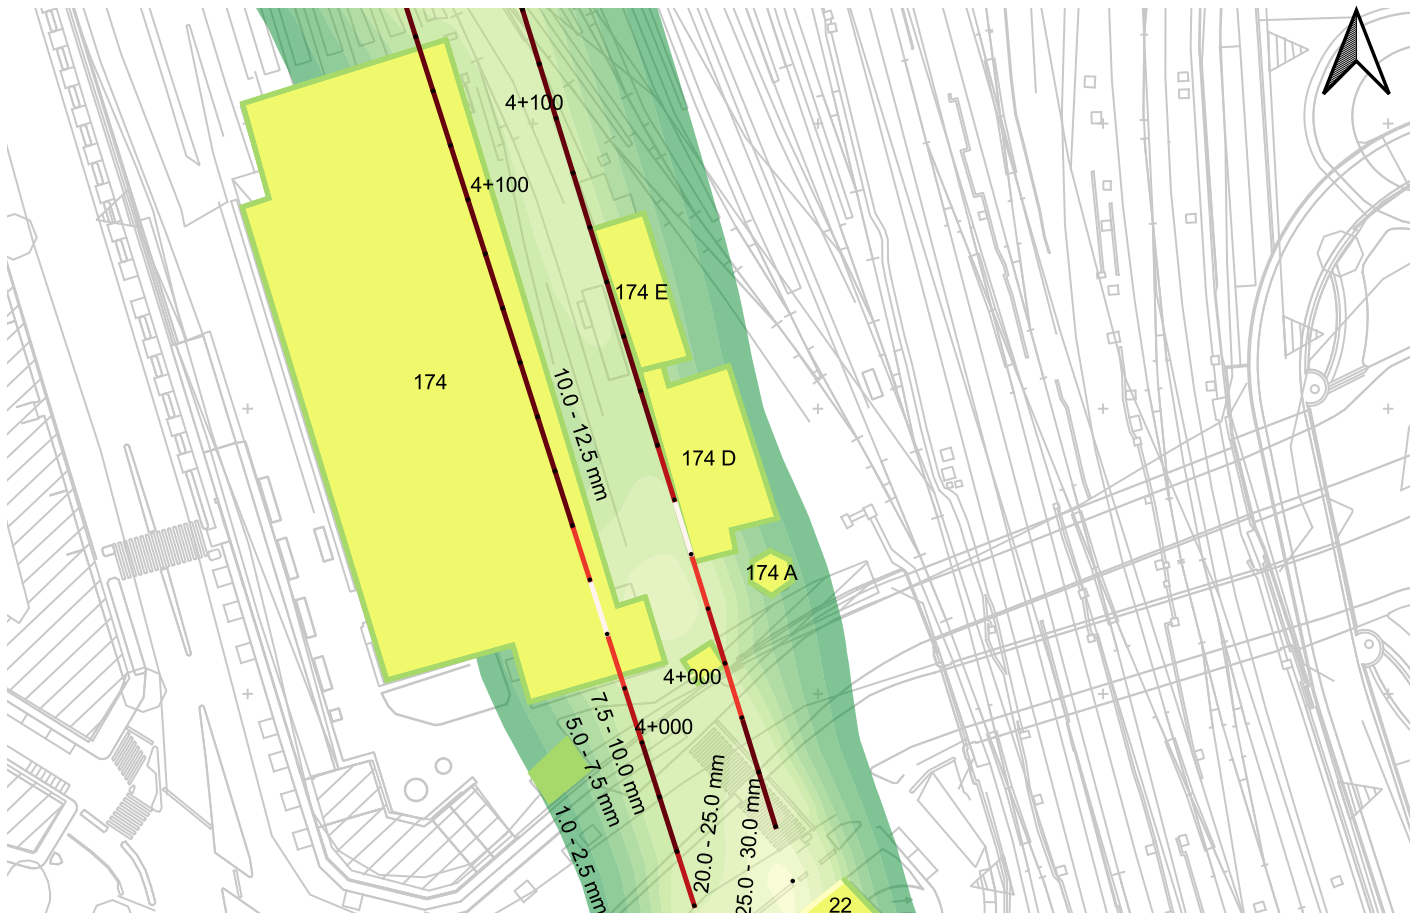 4+100
4+100
174 E
174
10.0 - 12.5 mm
174 D
174 A
4+000
4+000
7.5 - 10.0 mm
5.0 - 7.5 mm
1.0 - 2.5 mm
20.0 - 25.0 mm
25.0 - 30.0 mm
22